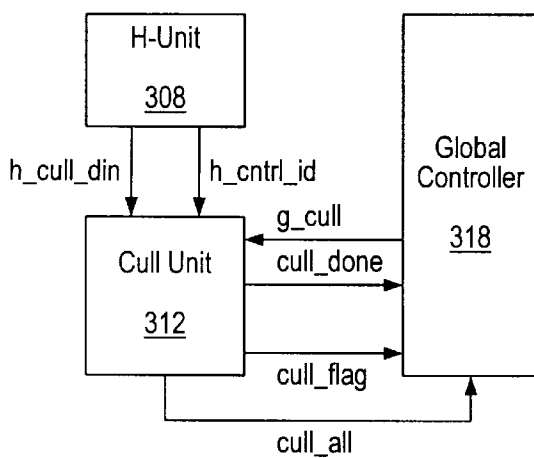 H-Unit
308
h_cull_din
h_cntrl_id
Global
Controller
318
g_cull
Cull Unit
312
cull_done
cull_flag
cull_all